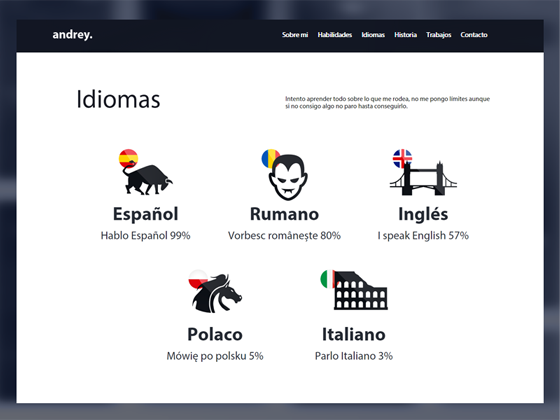 andrey.
Sobre mí Habilidades Idiomas Historia Trabajos Contacto
Idiomas
Intento aprender todo sobre lo que me rodea, no me pongo límites aunque
si no consigo algo no paro hasta conseguirlo.
Español
Hablo Español 99%
Rumano
Vorbesc românește 80%
Inglés
I speak English 57%
Polaco
Mówię po polsku 5%
Italiano
Parlo Italiano 3%